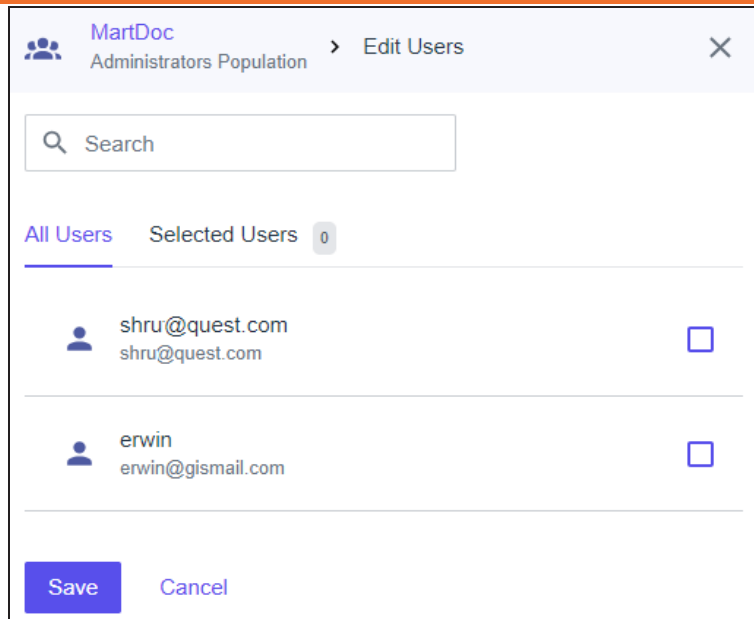 MartDoc
Administrators Population
> Edit Users
Search
All Users Selected Users 0
shru@quest.com
shru@quest.com
erwin
erwin@gismail.com
Save Cancel